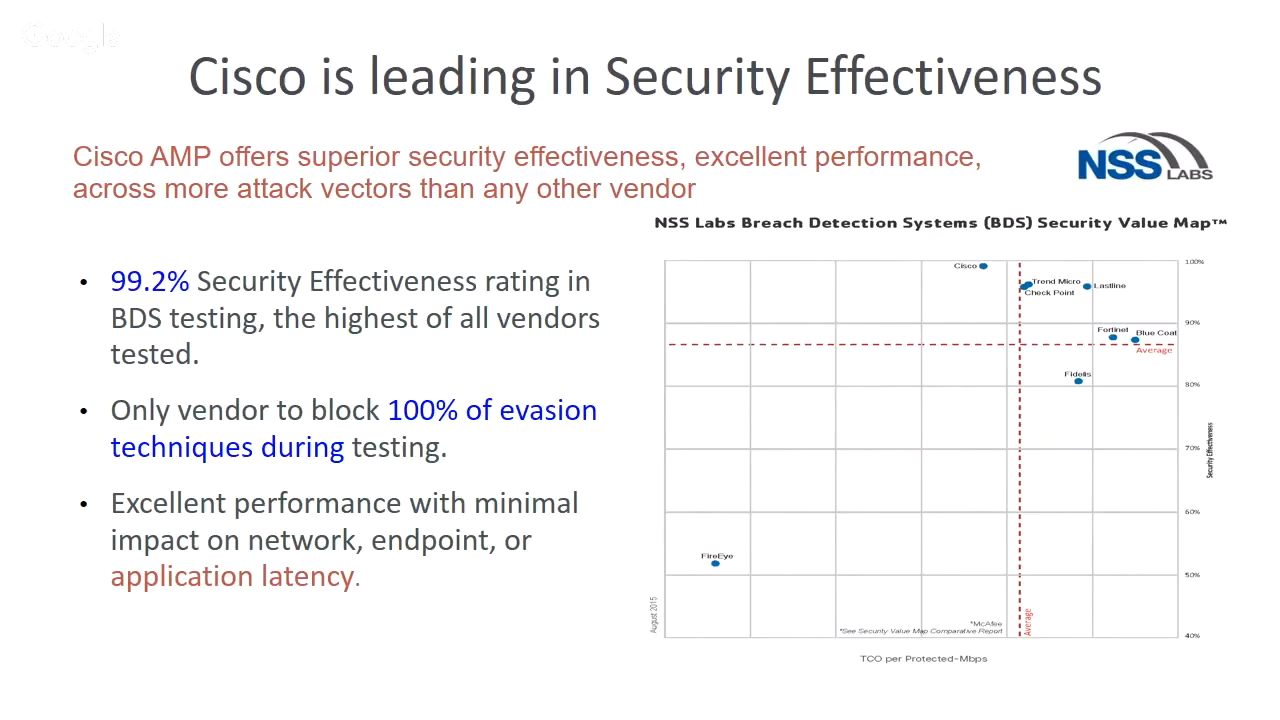 Google
Cisco is leading in Security Effectiveness
Cisco AMP offers superior security effectiveness, excellent performance,
across more attack vectors than any other vendor
NSS
LABS
NSS Labs Breach Detection Systems (BDS) Security Value Map™
• 99.2% Security Effectiveness rating in
BDS testing, the highest of all vendors
tested.
• Only vendor to block 100% of evasion
techniques during testing.
• Excellent performance with minimal
impact on network, endpoint, or
application latency.
Cisco
100%
Trend Micro
Check Point
Lastline
90%
Fortinet
Blue Coat
Average
Fidelis
80%
70%
Security Effectiveness
60%
FireEye
50%
August 2015
*McAfee
*See Security Value Map Comparative Report
Average
40%
TCO per Protected-Mbps